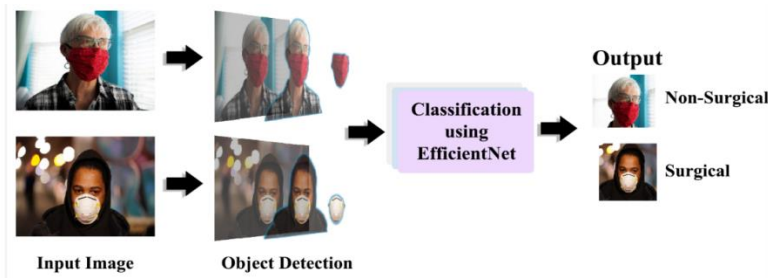 Output
Non-Surgical
Classification
using
EfficientNet
Surgical
Input Image
Object Detection